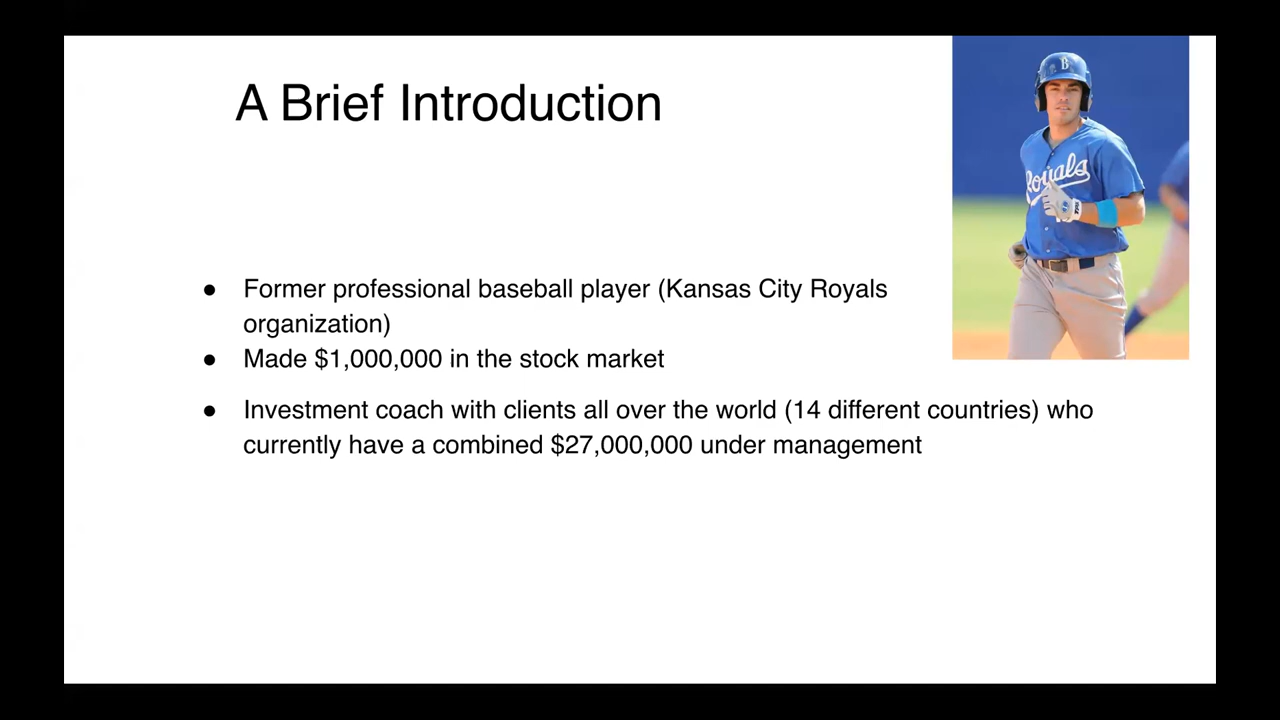 A Brief Introduction
B
Royals
● Former professional baseball player (Kansas City Royals
organization)
● Made $1,000,000 in the stock market
● Investment coach with clients all over the world (14 different countries) who
currently have a combined $27,000,000 under management